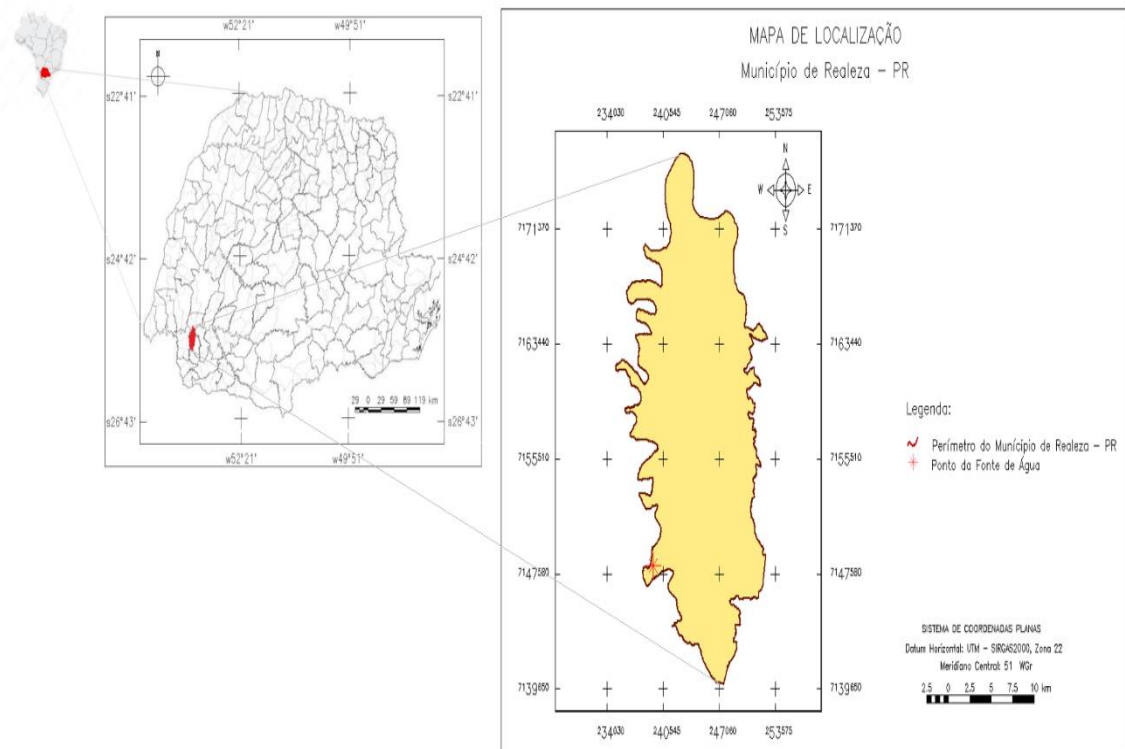 w52°21' w49°51'
N
s22°41' s22°41'
s24°42' s24°42'
29 0 29 59 89 119 km
s26°43' s26°43'
w52°21' w49°51'
MAPA DE LOCALIZAÇÃO
Município de Realeza - PR
234030 240545 247060 253575
N
W E
S
7171370 7171370
7163440 7163440
7155510 7155510
7147580 7147580
7139650 7139650
234030 240545 247060 253575
Legenda:
Perímetro do Município de Realeza - PR
Ponto da Fonte de Água
SISTEMA DE COORDENADAS PLANAS
Datum Horizontal: UTM - SIRGAS2000, Zona 22
Meridiano Central: 51 WGr
2.5 0 2.5 5 7.5 10 km